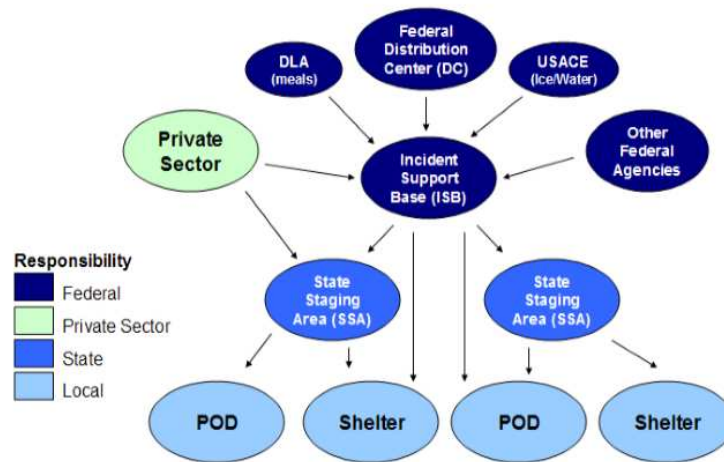 Federal
Distribution
Center (DC)
DLA
(meals)
USACE
(Ice/Water)
Private
Sector
Incident
Support
Base (ISB)
Other
Federal
Agencies
Responsibility
Federal
Private Sector
State
Local
State
Staging
Area (SSA)
State
Staging
Area (SSA)
POD
Shelter
POD
Shelter